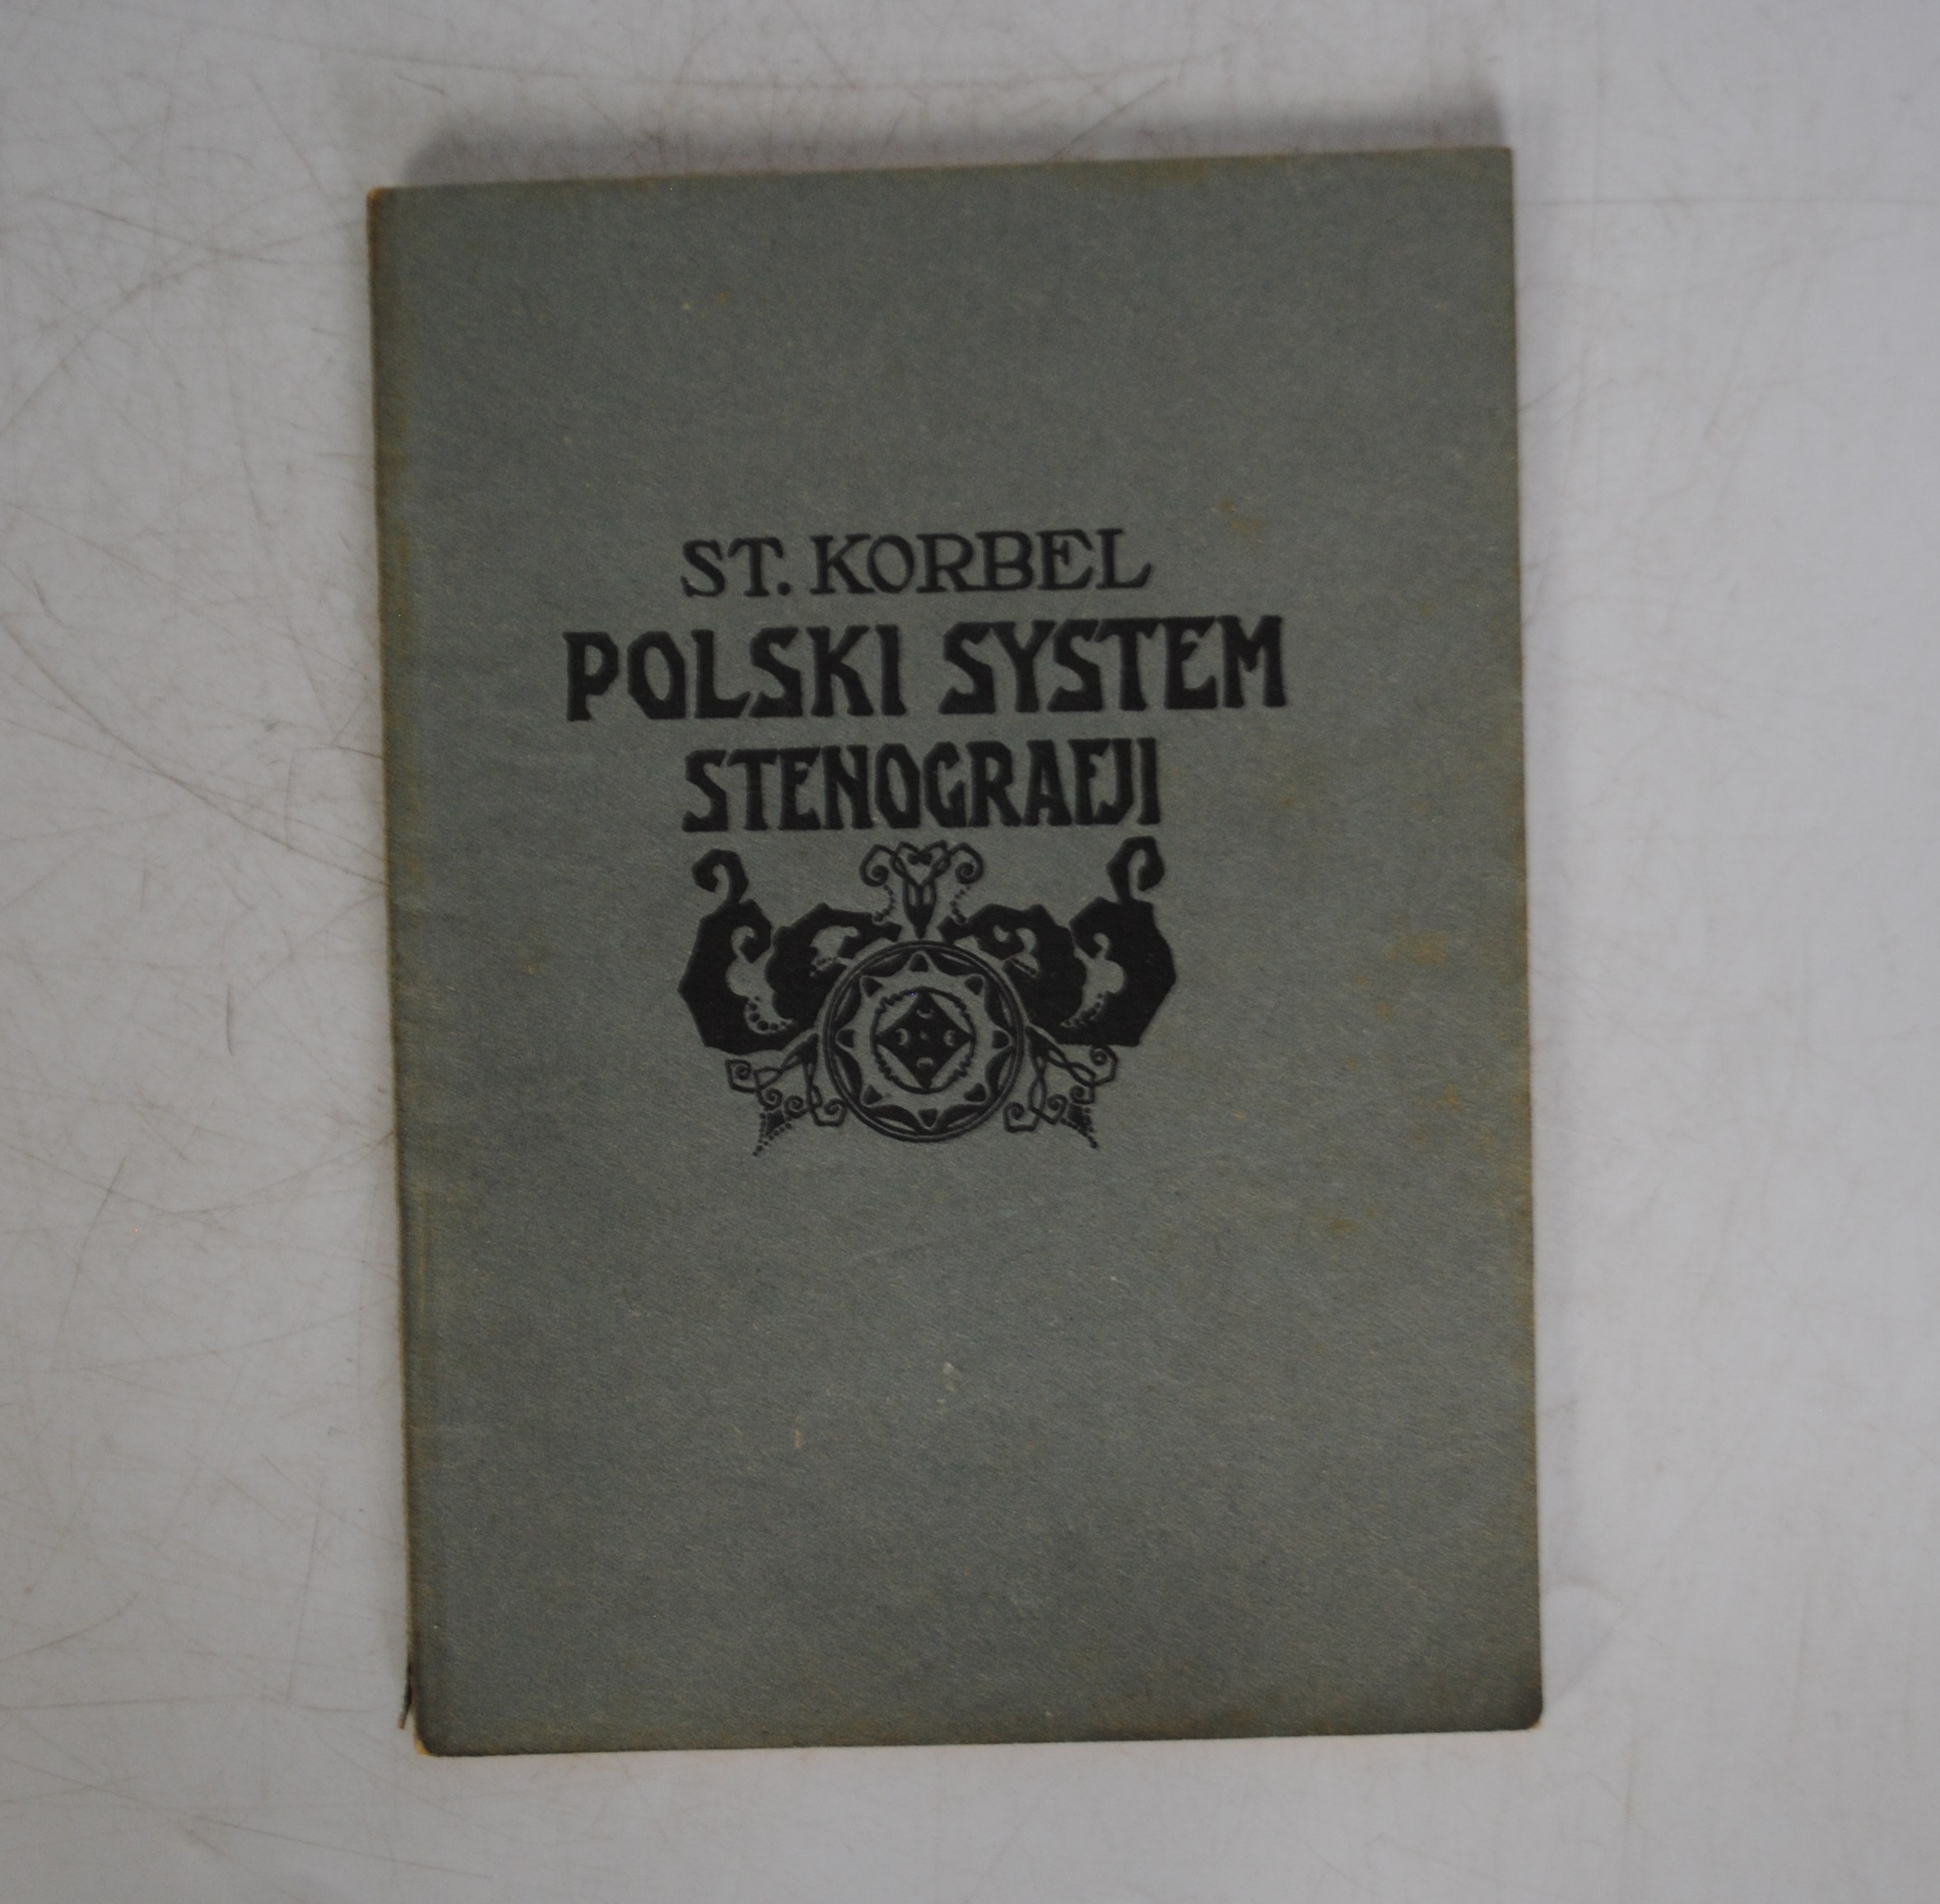 ST. KORBEL
POLSKI SYSTEM
STENOGRAFJI